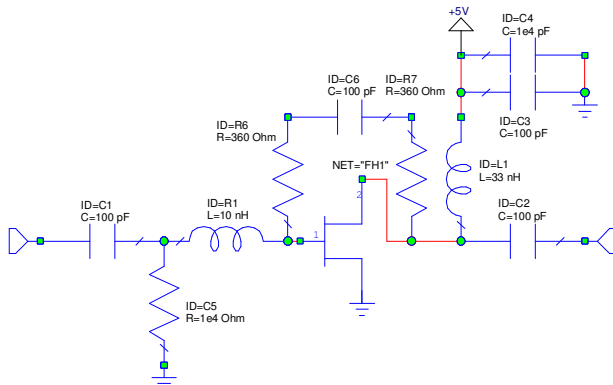 +5V
ID=C4
C=1e4 pF
ID=C6
C=100 pF
ID=R7
R=360 Ohm
ID=R6
R=360 Ohm
ID=C3
C=100 pF
NET="FH1"
ID=L1
L=33 nH
2
ID=C1
C=100 pF
ID=R1
L=10 nH
ID=C2
C=100 pF
1
ID=C5
R=1e4 Ohm